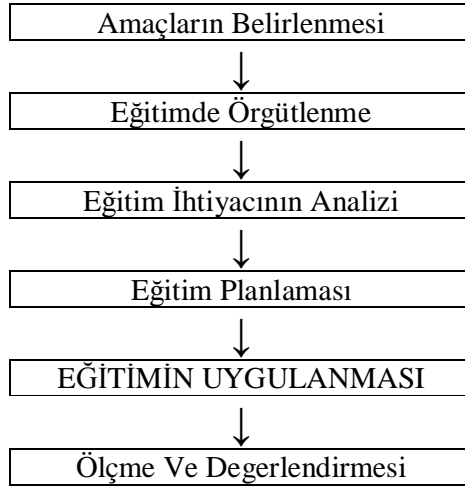 Amaçların Belirlenmesi
Eğitimde Örgütlenme
Eğitim İhtiyacının Analizi
Eğitim Planlaması
EĞİTİMİN UYGULANMASI
Ölçme Ve Degerlendirmesi